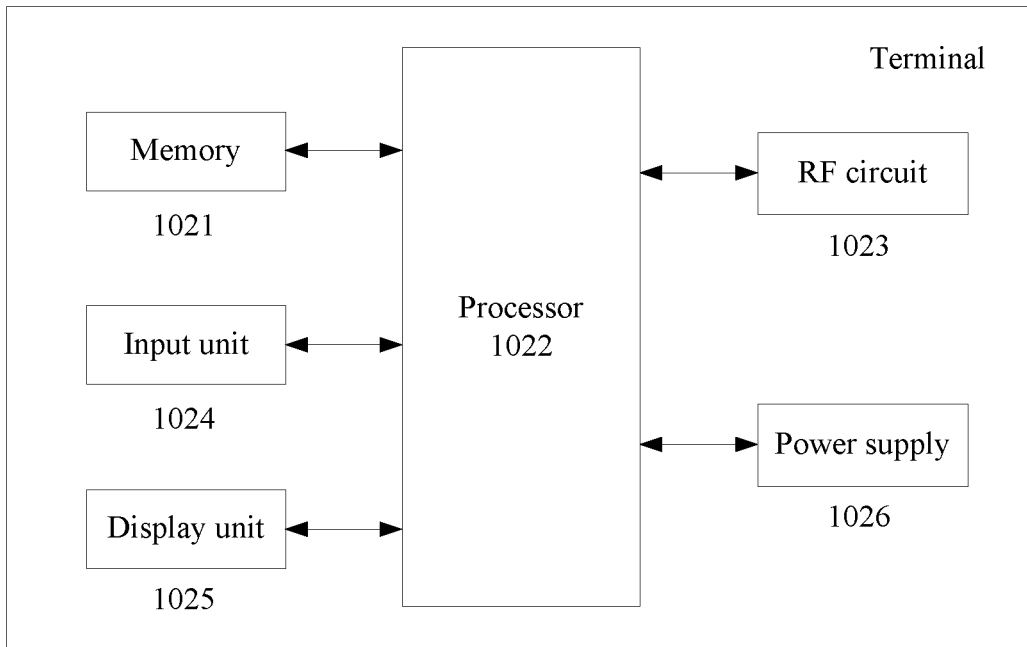 Terminal
Memory
1021
Input unit
1024
Display unit
1025
Processor
1022
RF circuit
1023
Power supply
1026